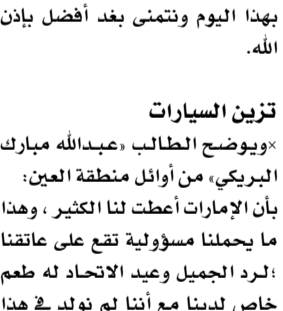 بهذا اليوم ونتمنى بغد أفضل بإذن
الله.
تزين السيارات
×ويوضح الطالب «عبدالله مبارك
البريكي» من أوائل منطقة العين:
بأن الإمارات أعطت لنا الكثير ، وهذا
ما يحملنا مسؤولية تقع على عاتقنا
؛لرد الجميل وعيد الاتحاد له طعم
خاص لدينا مع أننا لم نولد في هذا